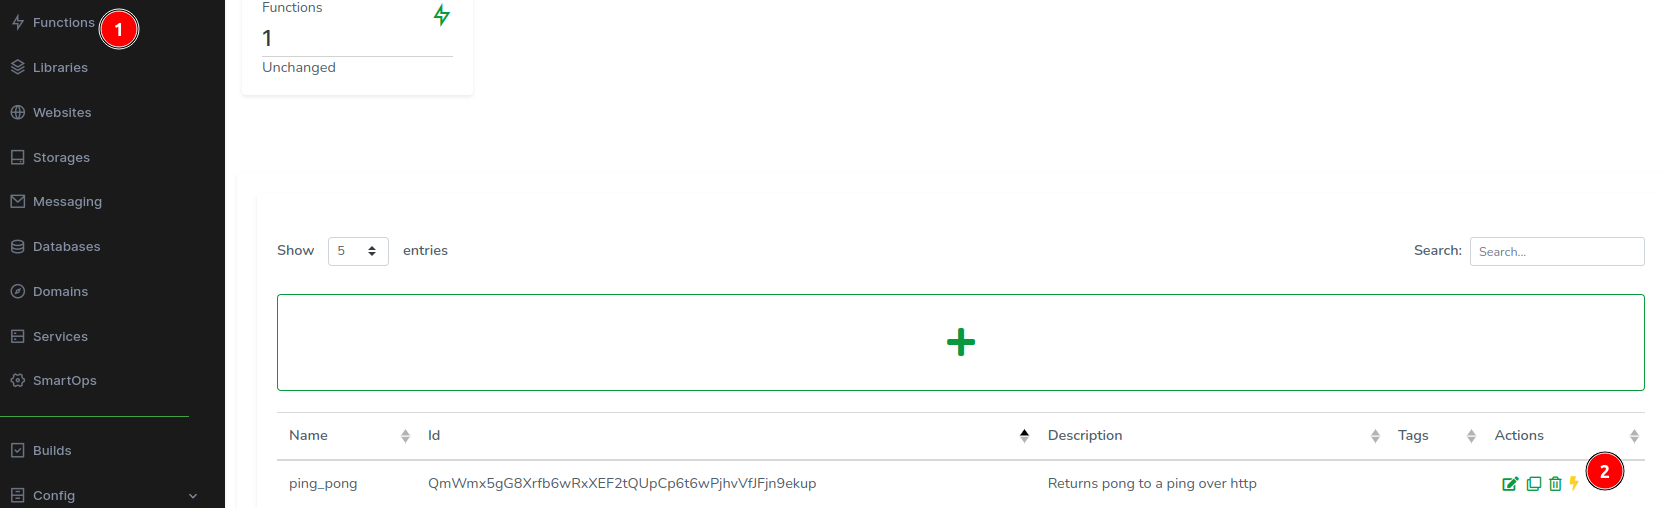 Functions
1
Libraries
Websites
Storages
Messaging
Databases
Domains
Services
SmartOps
Builds
Config
Functions
1
Unchanged
Show 5 entries
Search: Search...
Name Id Description Tags Actions
ping_pong QmWmx5gG8Xrfb6wRxXEF2tQUpCp6t6wPjhvVfJFjn9ekup Returns pong to a ping over http
2